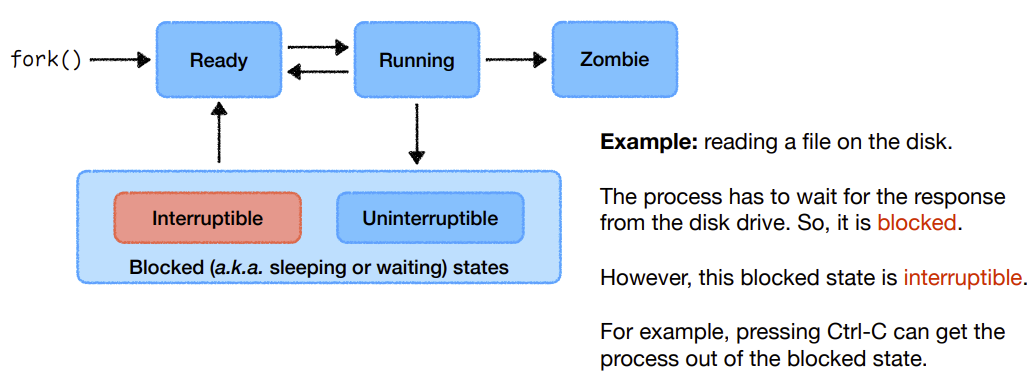 fork()
Ready
Running
Zombie
Interruptible
Uninterruptible
Blocked (a.k.a. sleeping or waiting) states
Example: reading a file on the disk.
The process has to wait for the response
from the disk drive. So, it is blocked.
However, this blocked state is interruptible.
For example, pressing Ctrl-C can get the
process out of the blocked state.